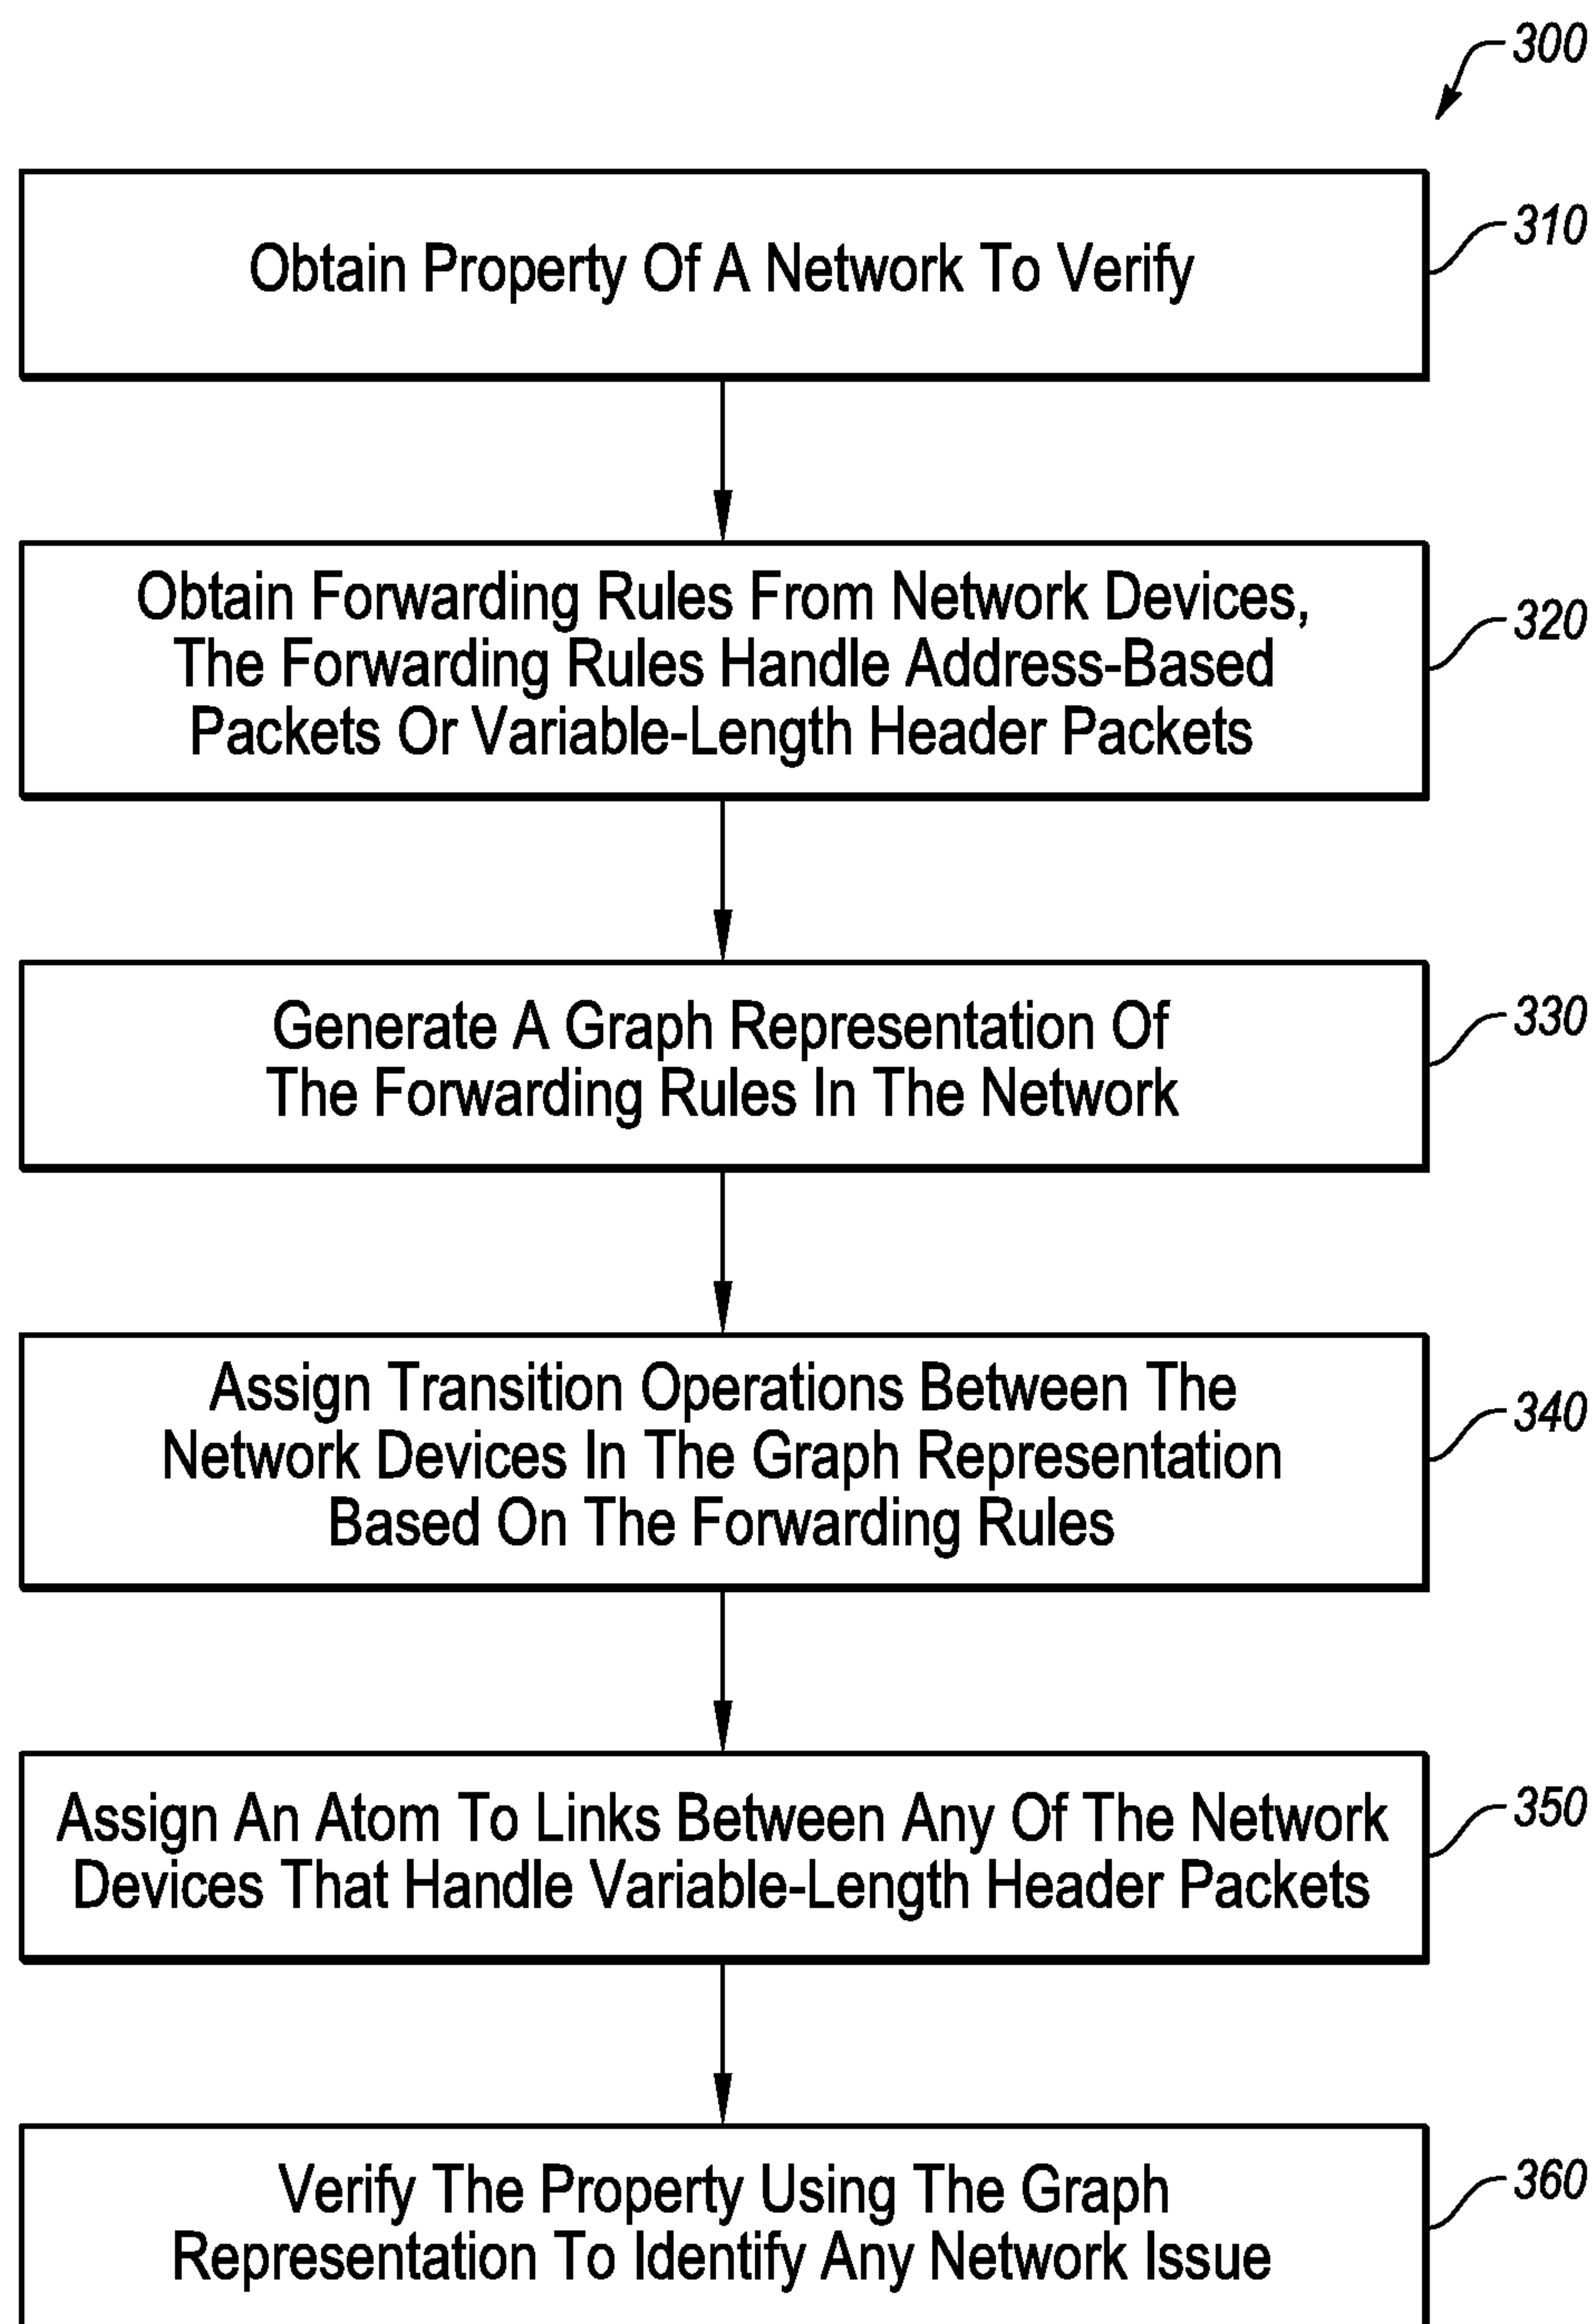 300
Obtain Property Of A Network To Verify
310
Obtain Forwarding Rules From Network Devices,
The Forwarding Rules Handle Address-Based
Packets Or Variable-Length Header Packets
320
Generate A Graph Representation Of
The Forwarding Rules In The Network
330
Assign Transition Operations Between The
Network Devices In The Graph Representation
Based On The Forwarding Rules
340
Assign An Atom To Links Between Any Of The Network
Devices That Handle Variable-Length Header Packets
350
Verify The Property Using The Graph
Representation To Identify Any Network Issue
360